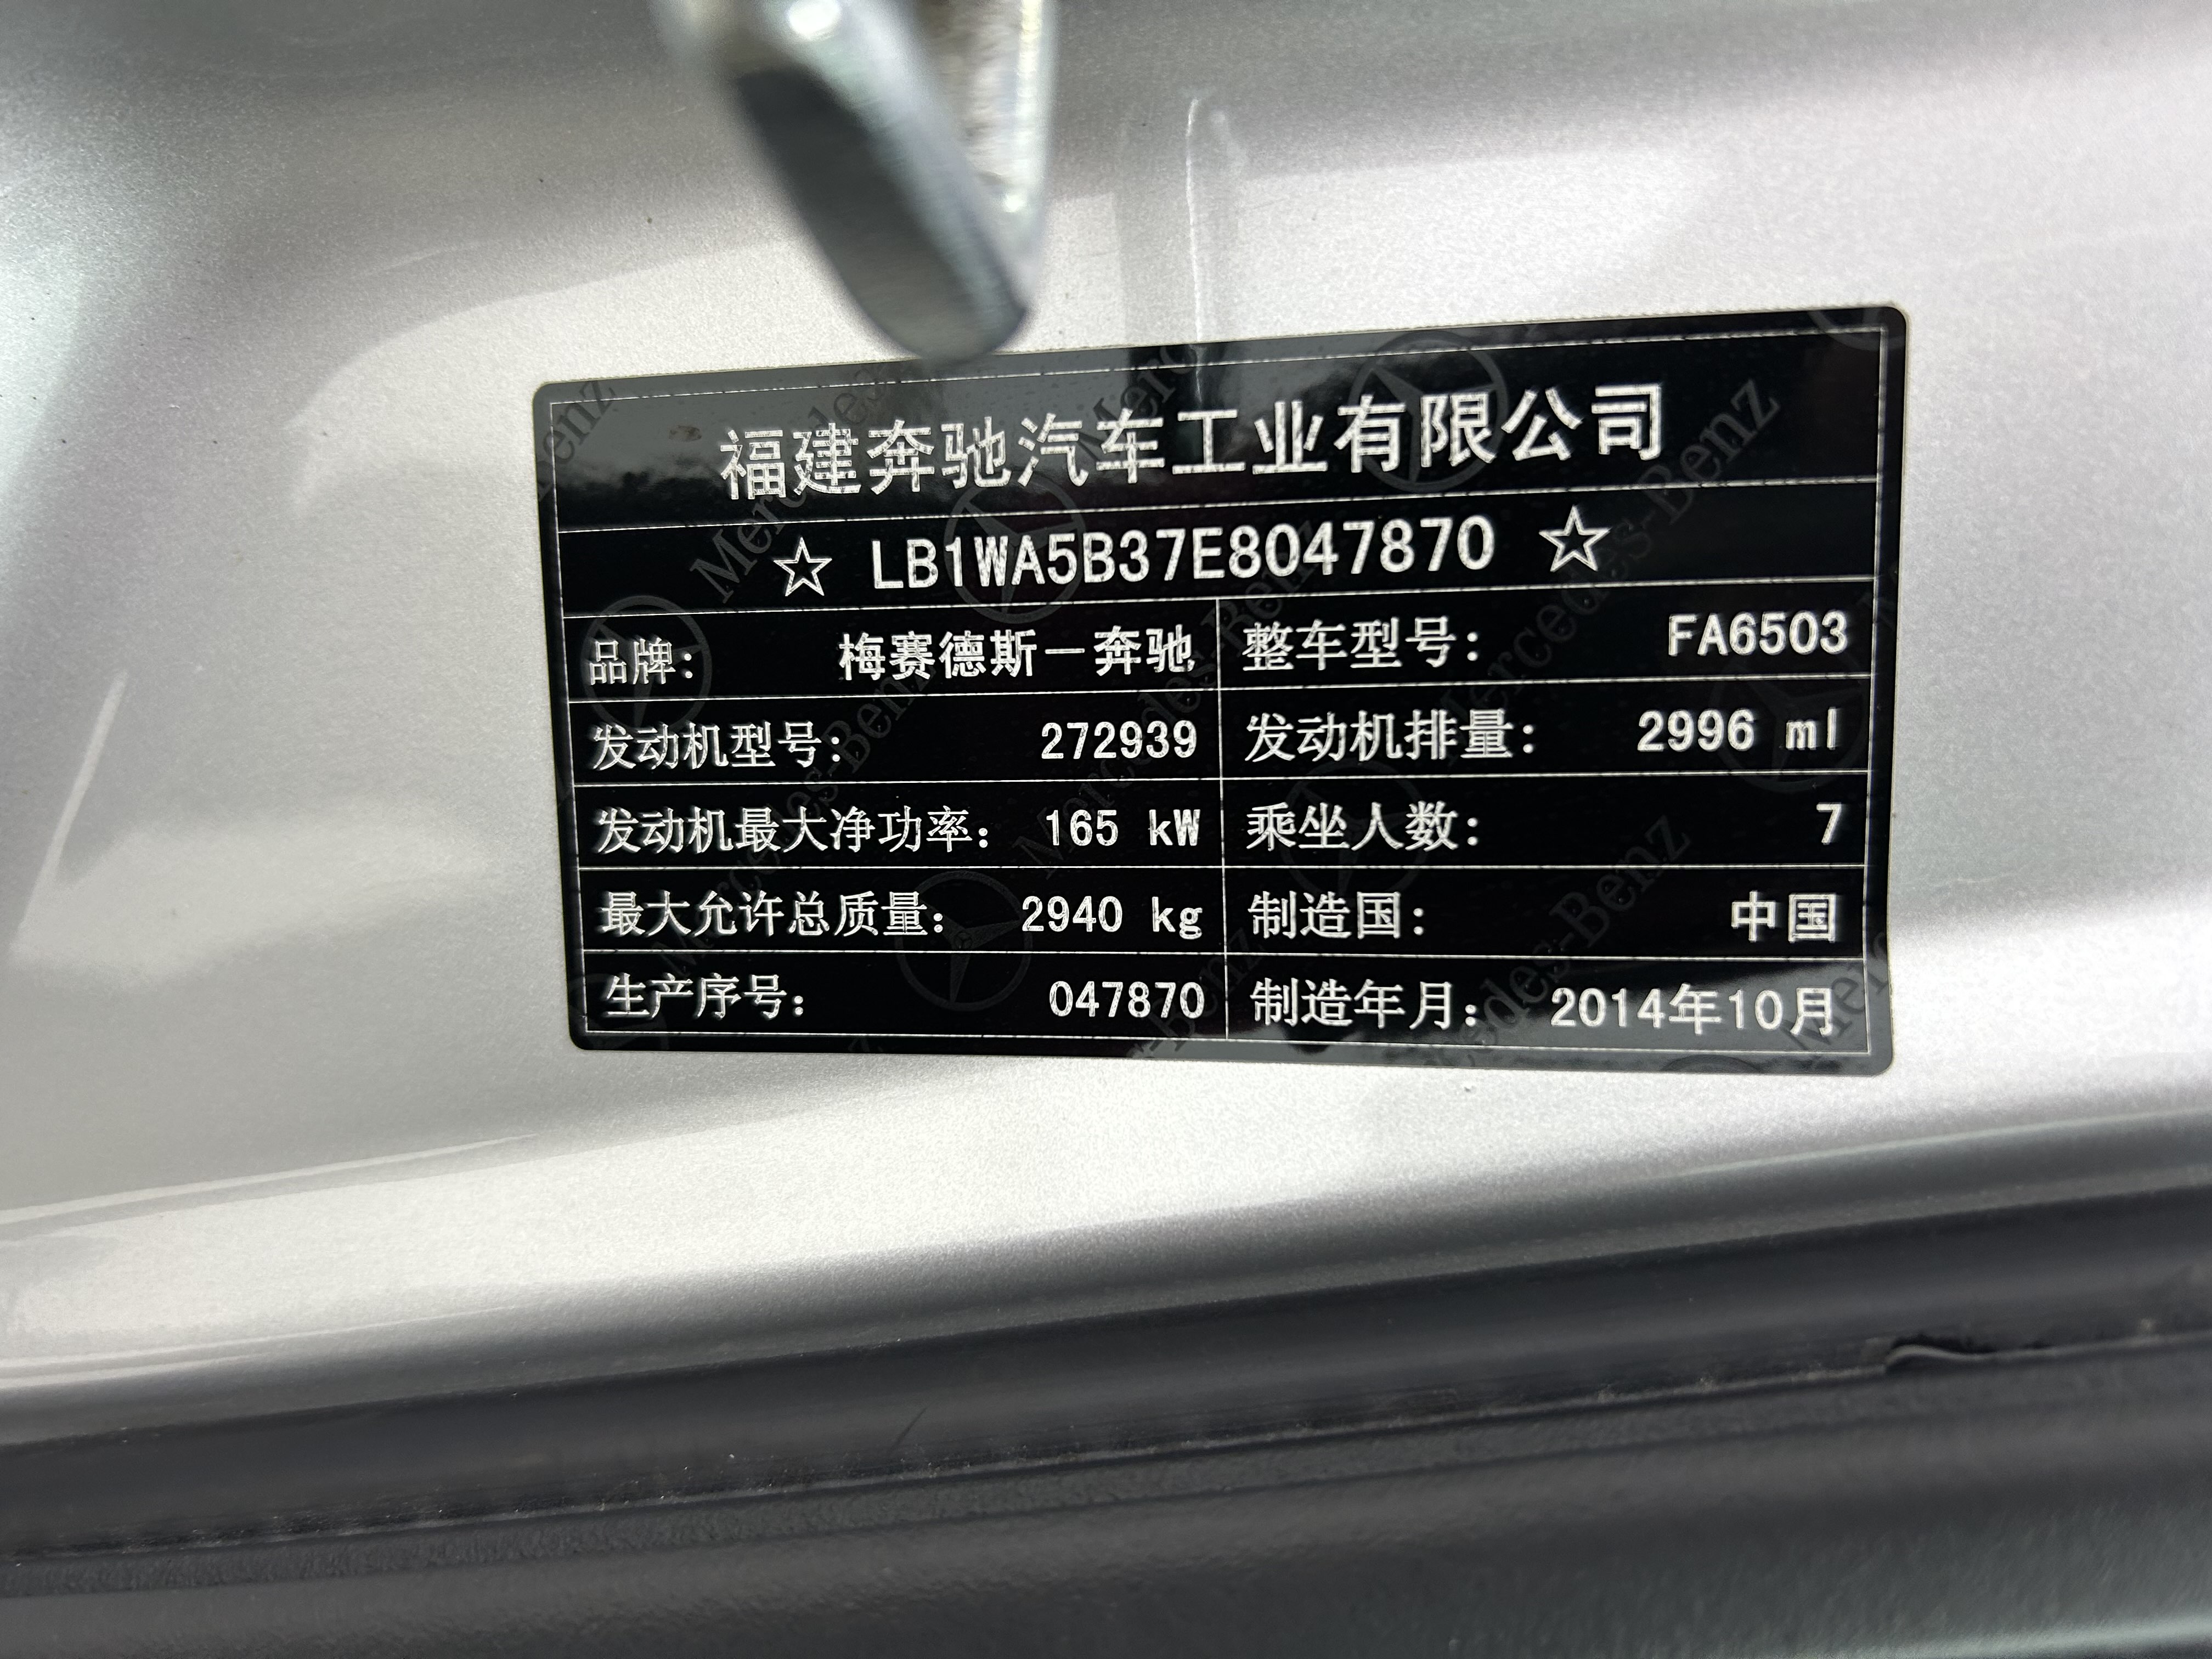 福建奔驰汽车工业有限公司
☆ LB1WA5B37E8047870 ☆
品牌: 梅赛德斯-奔驰 整车型号: FA6503
发动机型号: 272939 发动机排量: 2996 ml
发动机最大净功率: 165 kW 乘坐人数: 7
最大允许总质量: 2940 kg 制造国: 中国
生产序号: 047870 制造年月: 2014年10月
Mercedes-Benz